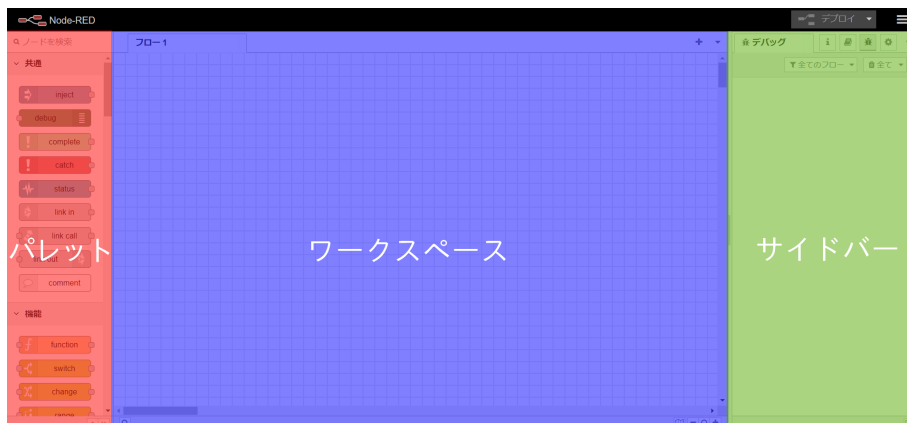 Node-RED
デプロイ
ノードを検索
フロー 1
デバッグ
i
全てのフロー
全て
共通
inject
debug
complete
catch
status
link in
link call
link out
comment
パレット
ワークスペース
サイドバー
機能
function
switch
change
range